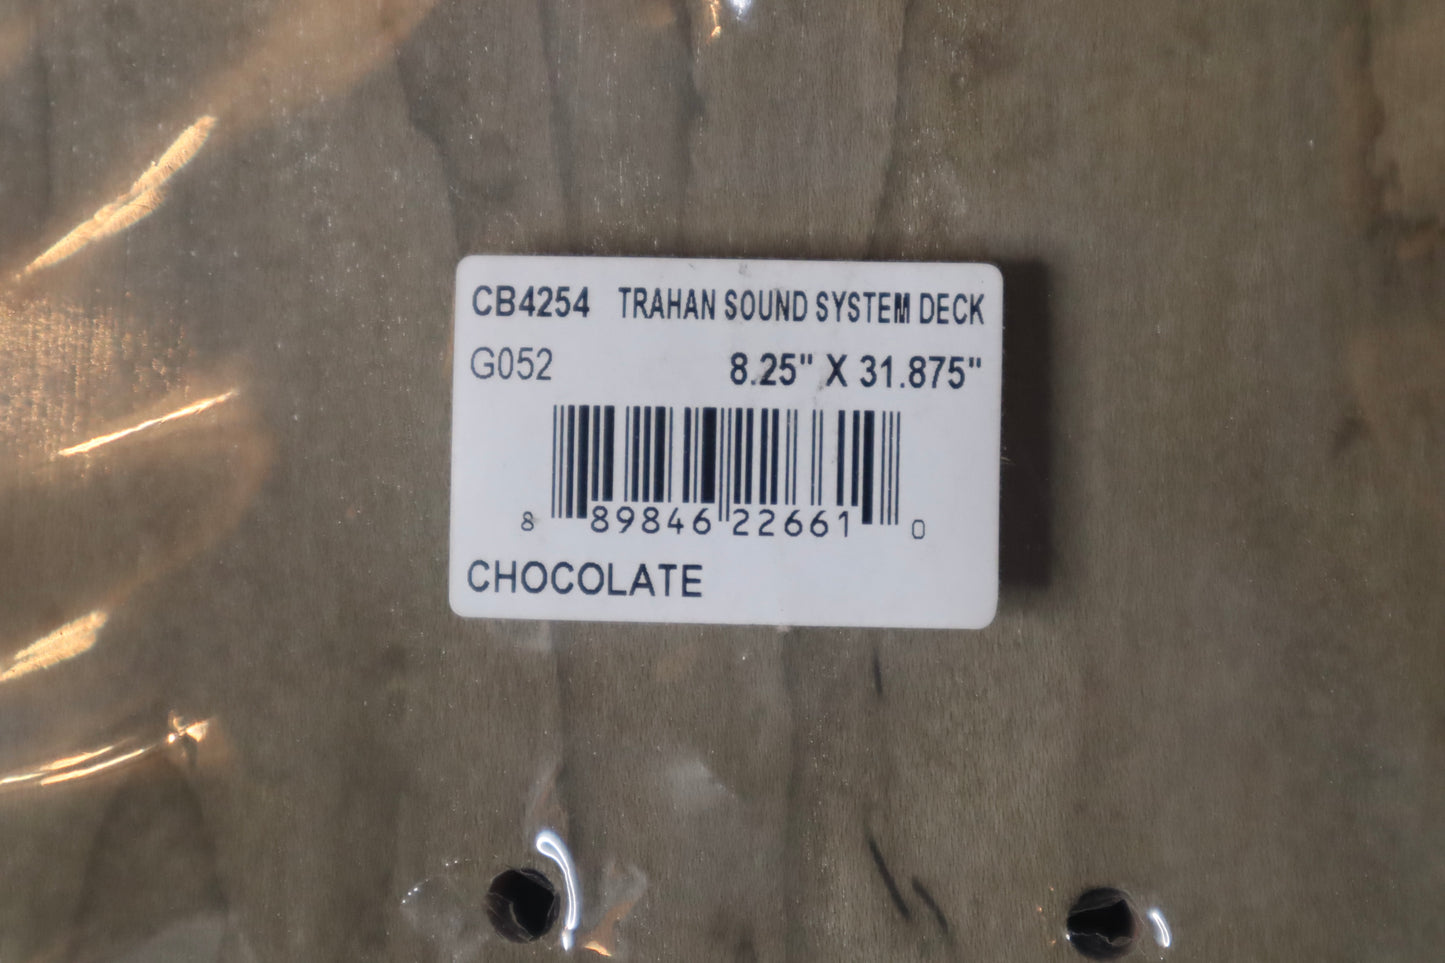 CB4254 TRAHAN SOUND SYSTEM DECK
G052 8.25" X 31.875"
8 89846 22661 0
CHOCOLATE